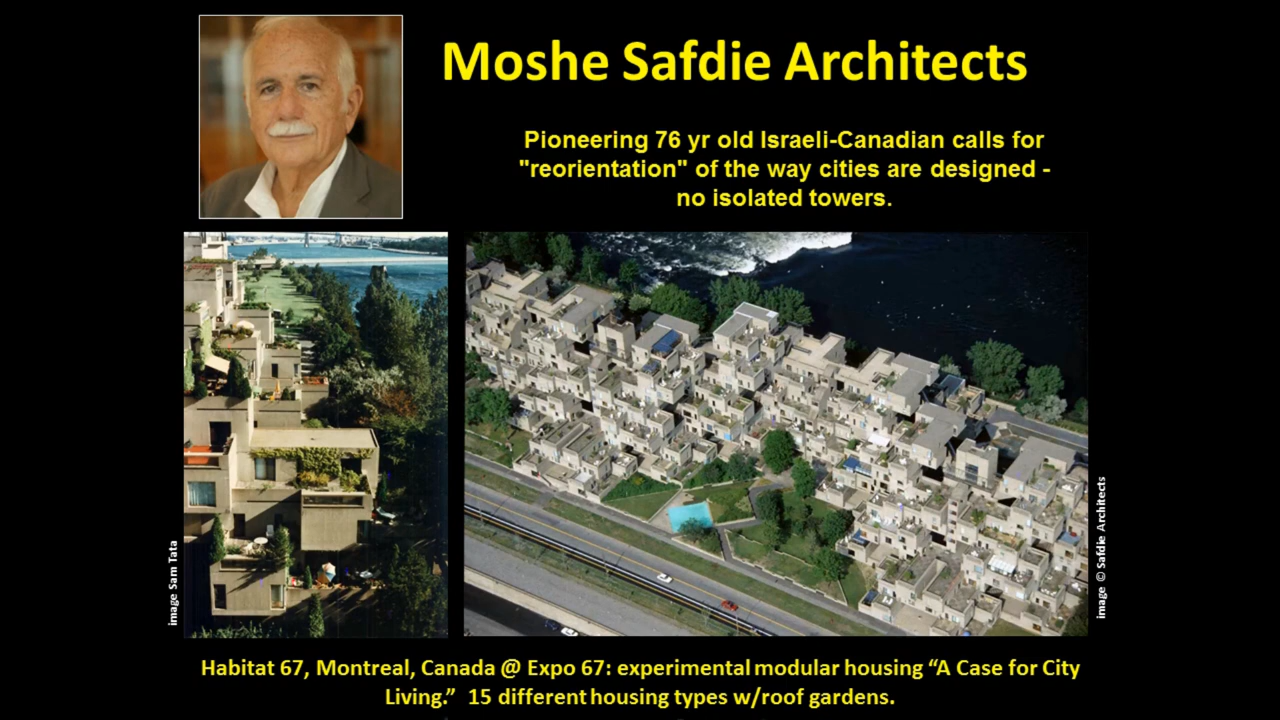 Moshe Safdie Architects
Pioneering 76 yr old Israeli-Canadian calls for
"reorientation" of the way cities are designed -
no isolated towers.
image Sam Tata
image © Safdie Architects
Habitat 67, Montreal, Canada @ Expo 67: experimental modular housing “A Case for City
Living.” 15 different housing types w/roof gardens.